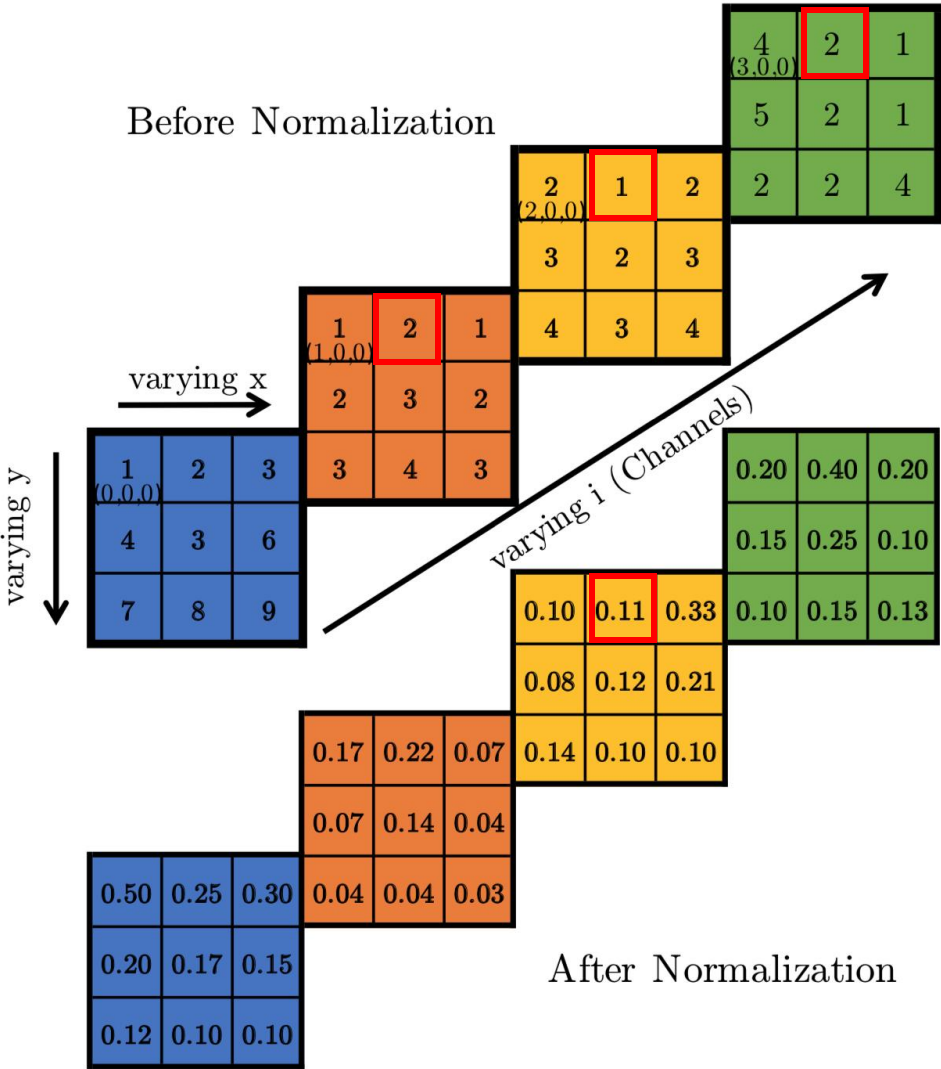 Before Normalization
4 2 1
(3,0,0)
5 2 1
2 2 4
2 1 2
(2,0,0)
3 2 3
4 3 4
1 2 1
(1,0,0)
2 3 2
3 4 3
varying x
varying y
1 2 3
(0,0,0)
4 3 6
7 8 9
varying i (Channels)
0.20 0.40 0.20
0.15 0.25 0.10
0.10 0.15 0.13
0.10 0.11 0.33
0.08 0.12 0.21
0.14 0.10 0.10
0.17 0.22 0.07
0.07 0.14 0.04
0.04 0.04 0.03
0.50 0.25 0.30
0.20 0.17 0.15
0.12 0.10 0.10
After Normalization